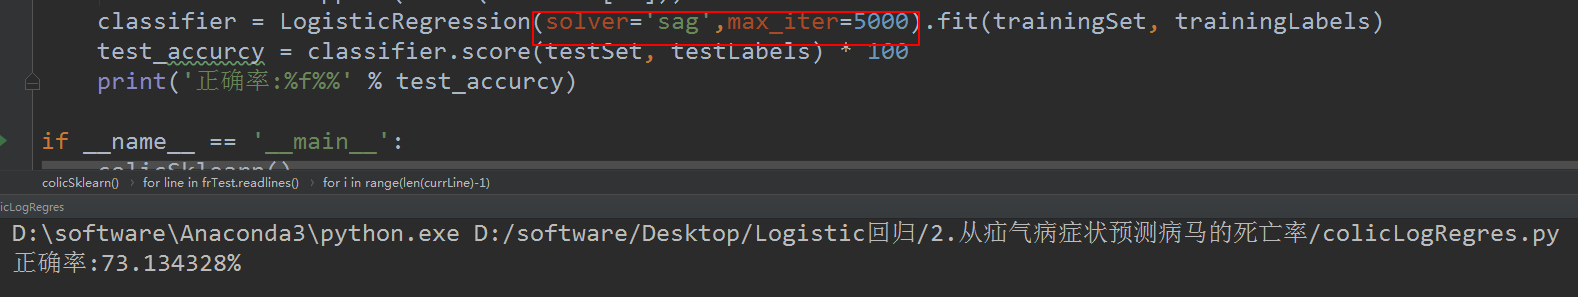 classifier = LogisticRegression(solver='sag',max_iter=5000).fit(trainingSet, trainingLabels)
test_accurcy = classifier.score(testSet, testLabels) * 100
print('正确率:%f%%' % test_accurcy)
if __name__ == '__main__':
colicSklearn()
colicSklearn() › for line in frTest.readlines() › for i in range(len(currLine)-1)
icLogRegres
D:\software\Anaconda3\python.exe D:/software/Desktop/Logistic回归/2.从疝气病症状预测病马的死亡率/colicLogRegres.py
正确率:73.134328%